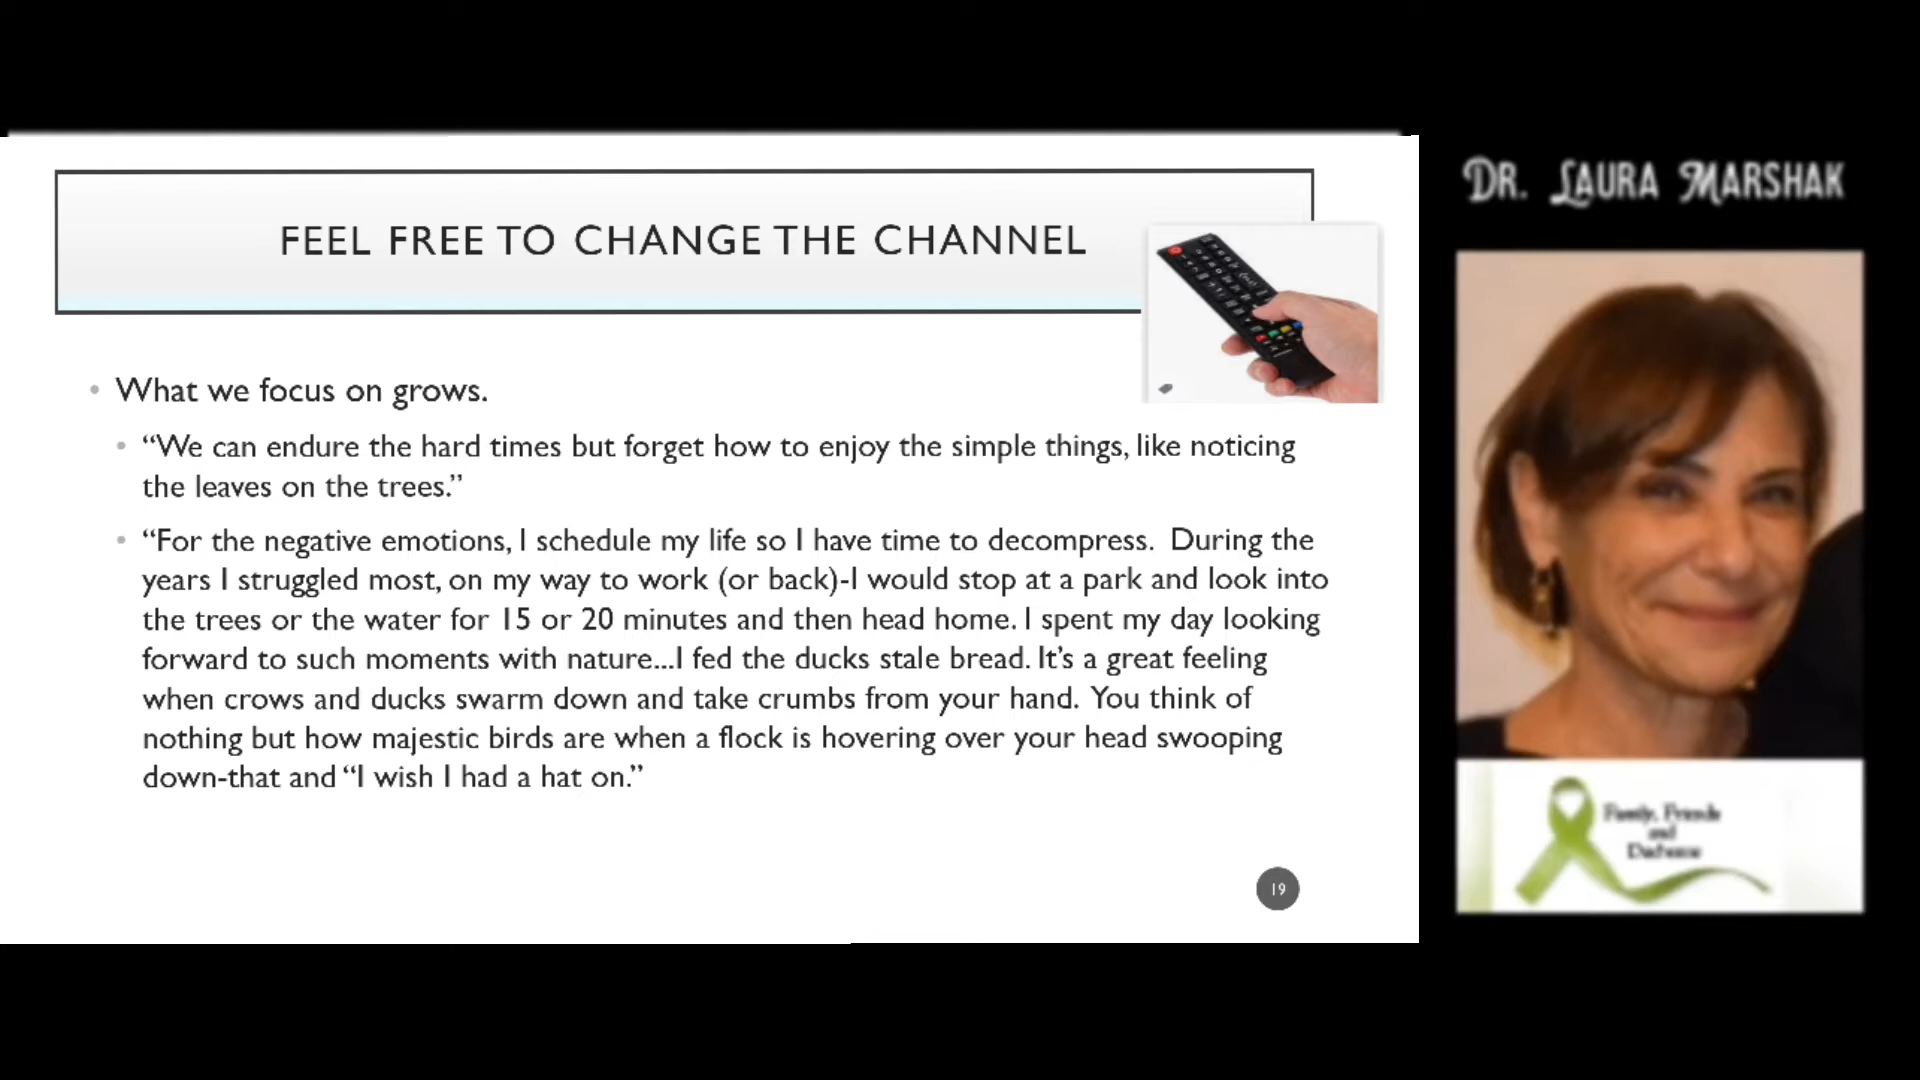 FEEL FREE TO CHANGE THE CHANNEL
• What we focus on grows.
• “We can endure the hard times but forget how to enjoy the simple things, like noticing
the leaves on the trees.”
• “For the negative emotions, I schedule my life so I have time to decompress.  During the
years I struggled most, on my way to work (or back)-I would stop at a park and look into
the trees or the water for 15 or 20 minutes and then head home. I spent my day looking
forward to such moments with nature...I fed the ducks stale bread. It’s a great feeling
when crows and ducks swarm down and take crumbs from your hand.  You think of
nothing but how majestic birds are when a flock is hovering over your head swooping
down-that and “I wish I had a hat on.”
19
DR. LAURA MARSHAK
Family, Friends
and
Duchenne